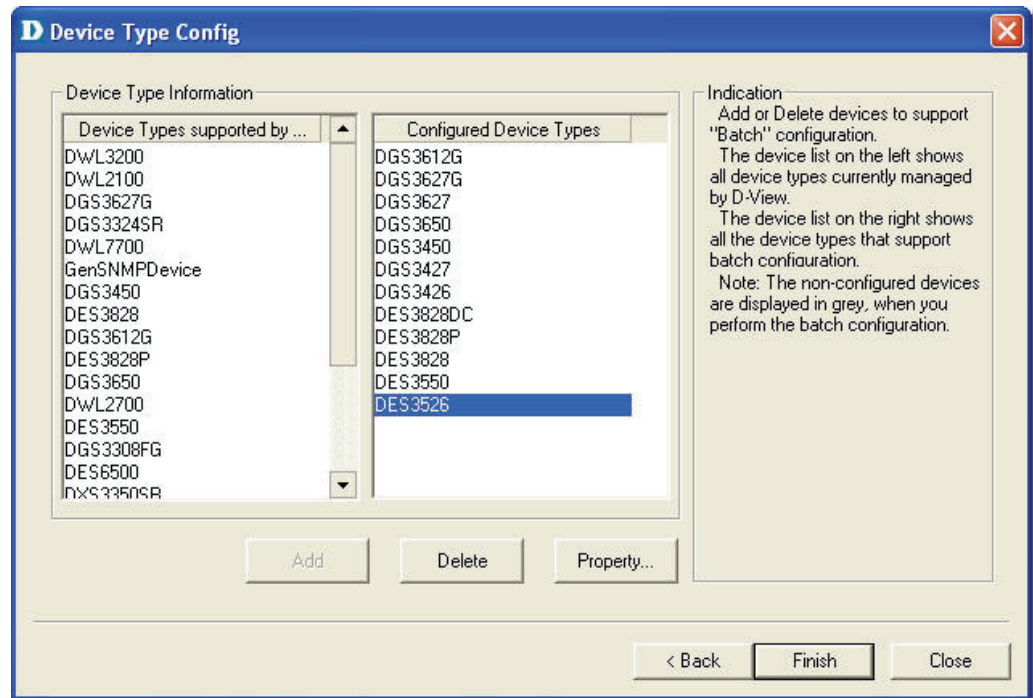 D Device Type Config
Device Type Information
Device Types supported by ...
DWL3200
DWL2100
DGS3627G
DGS3324SR
DWL7700
GenSNMPDevice
DGS3450
DES3828
DGS3612G
DES3828P
DGS3650
DWL2700
DES3550
DGS3308FG
DES6500
DXS3350SR
Configured Device Types
DGS3612G
DGS3627G
DGS3627
DGS3650
DGS3450
DGS3427
DGS3426
DES3828DC
DES3828P
DES3828
DES3550
DES3526
Indication
Add or Delete devices to support
"Batch" configuration.
The device list on the left shows
all device types currently managed
by D-View.
The device list on the right shows
all the device types that support
batch configuration.
Note: The non-configured devices
are displayed in grey, when you
perform the batch configuration.
Add
Delete
Property...
< Back
Finish
Close